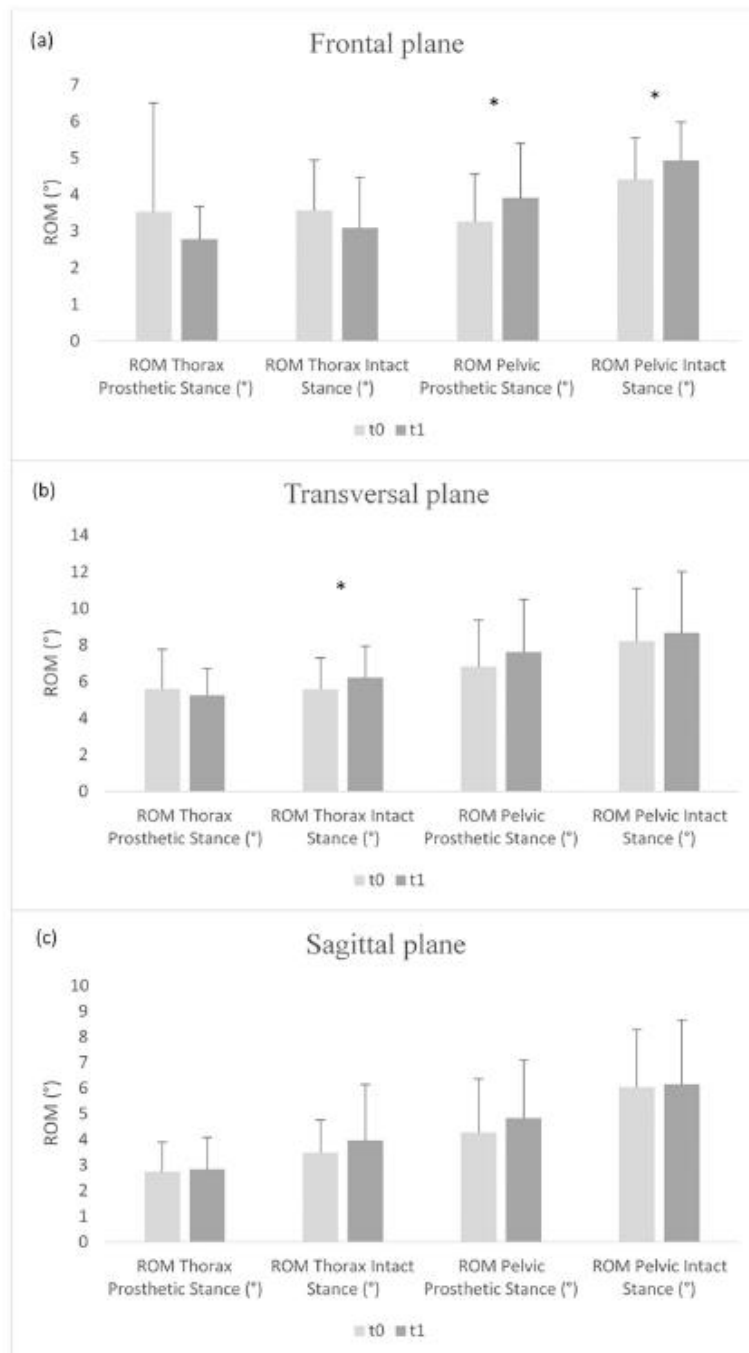 (a)
Frontal plane
7
6
5
4
3
2
1
0
ROM (°)
*
*
ROM Thorax
Prosthetic Stance (°)
ROM Thorax Intact
Stance (°)
ROM Pelvic
Prosthetic Stance (°)
ROM Pelvic Intact
Stance (°)
t0 t1
(b)
Transversal plane
14
12
10
8
6
4
2
0
ROM (°)
*
ROM Thorax
Prosthetic Stance (°)
ROM Thorax Intact
Stance (°)
ROM Pelvic
Prosthetic Stance (°)
ROM Pelvic Intact
Stance (°)
t0 t1
(c)
Sagittal plane
10
9
8
7
6
5
4
3
2
1
0
ROM (°)
ROM Thorax
Prosthetic Stance (°)
ROM Thorax Intact
Stance (°)
ROM Pelvic
Prosthetic Stance (°)
ROM Pelvic Intact
Stance (°)
t0 t1